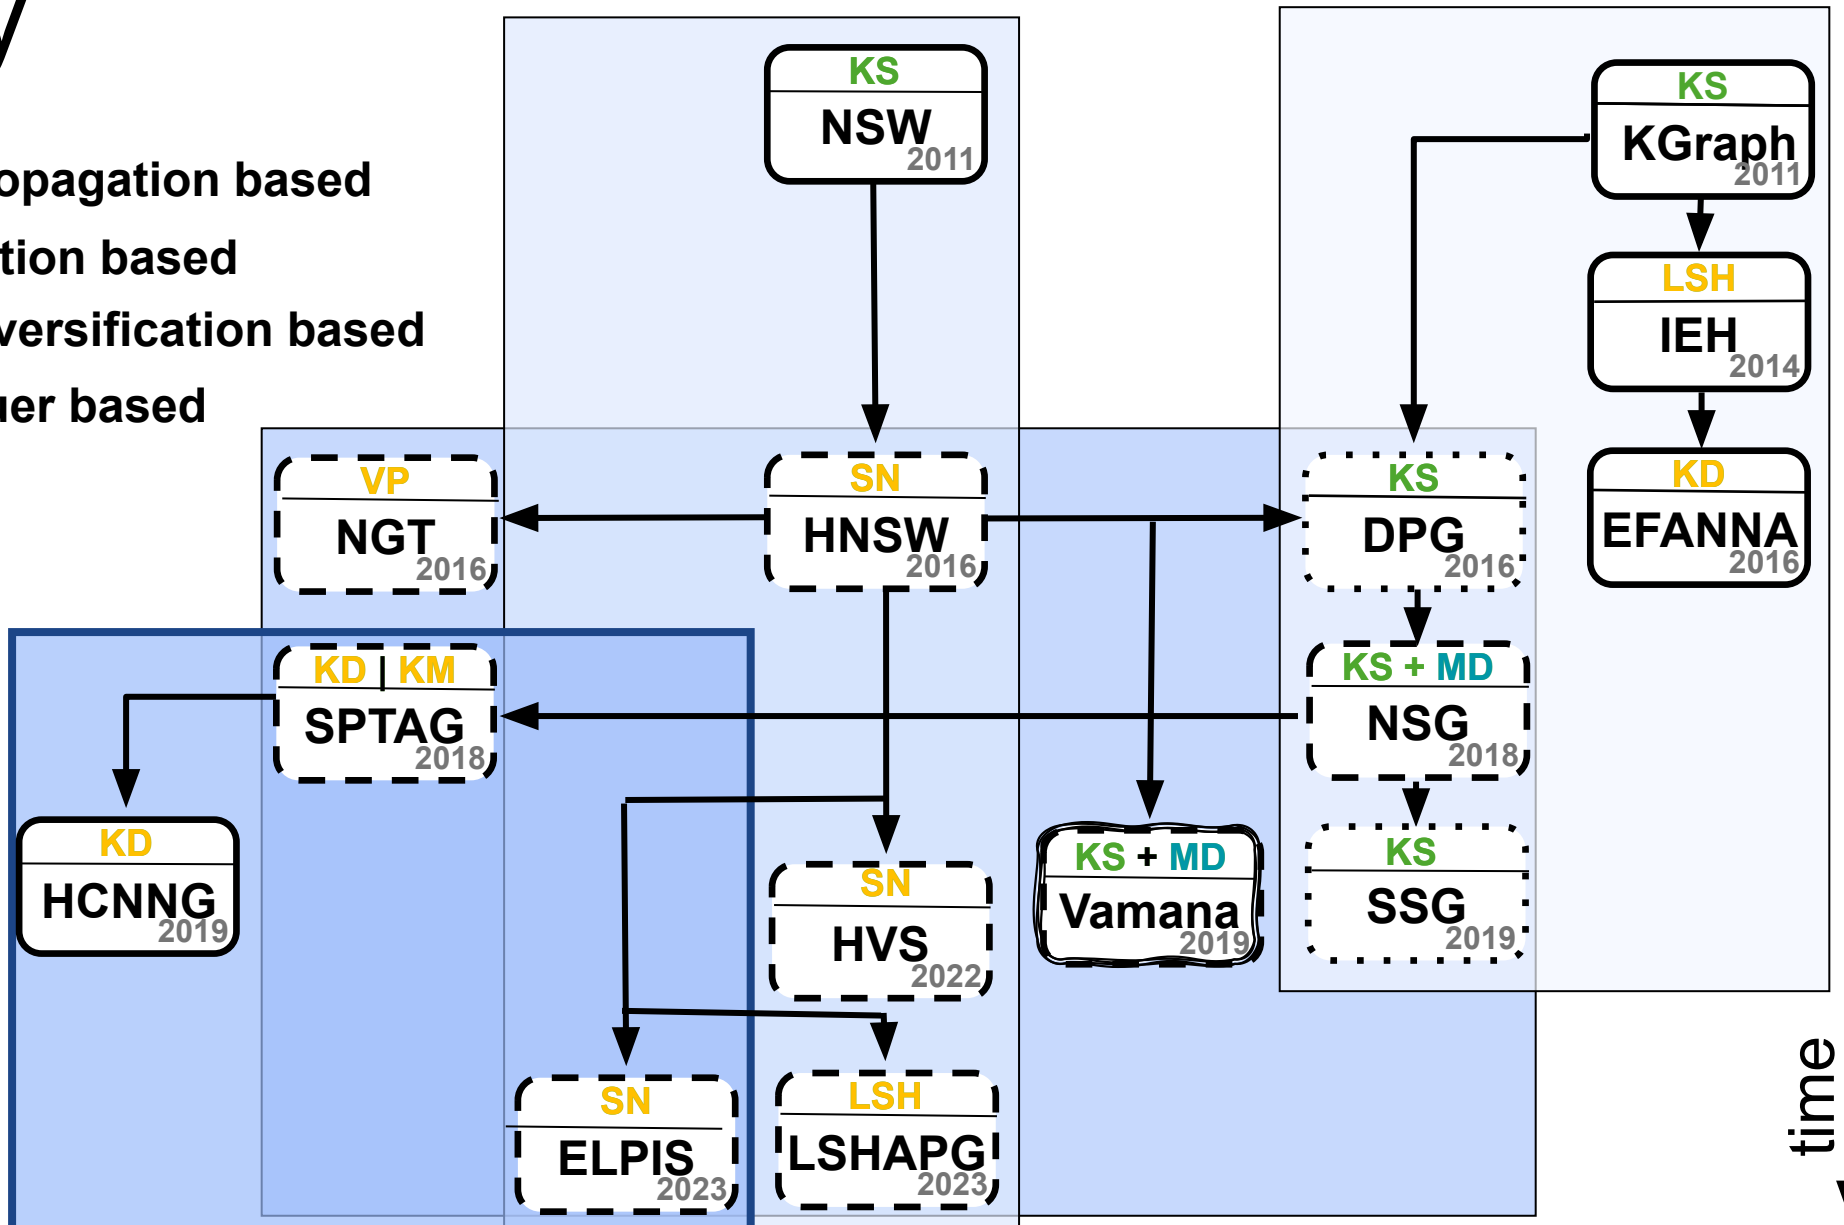 KS
NSW
2011
KS
KGraph
2011
opagation based
tion based
versification based
uer based
LSH
IEH
2014
VP
NGT
2016
SN
HNSW
2016
KS
DPG
2016
KD
EFANNA
2016
KD | KM
SPTAG
2018
KS + MD
NSG
2018
KD
HCNNG
2019
SN
HVS
2022
KS + MD
Vamana
2019
KS
SSG
2019
SN
ELPIS
2023
LSH
LSHAPG
2023
time